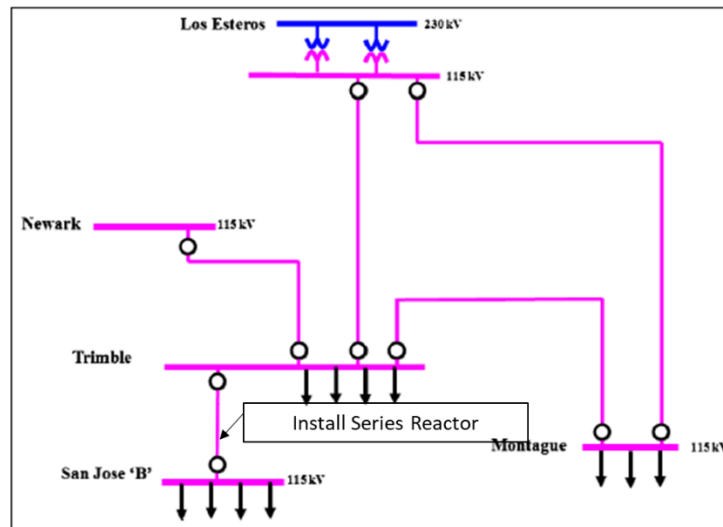 Los Esteros 230 kV
115 kV
Newark 115 kV
Trimble
Install Series Reactor
Montague 115 kV
San Jose ‘B’ 115 kV